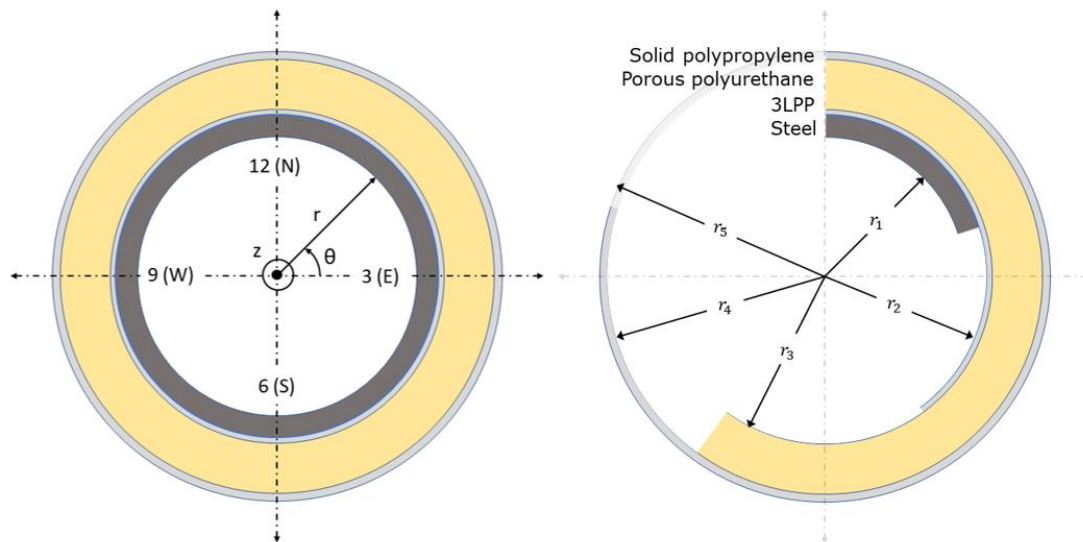 12 (N)
r
z
θ
9 (W)
3 (E)
6 (S)
Solid polypropylene
Porous polyurethane
3LPP
Steel
r₁
r₅
r₂
r₄
r₃